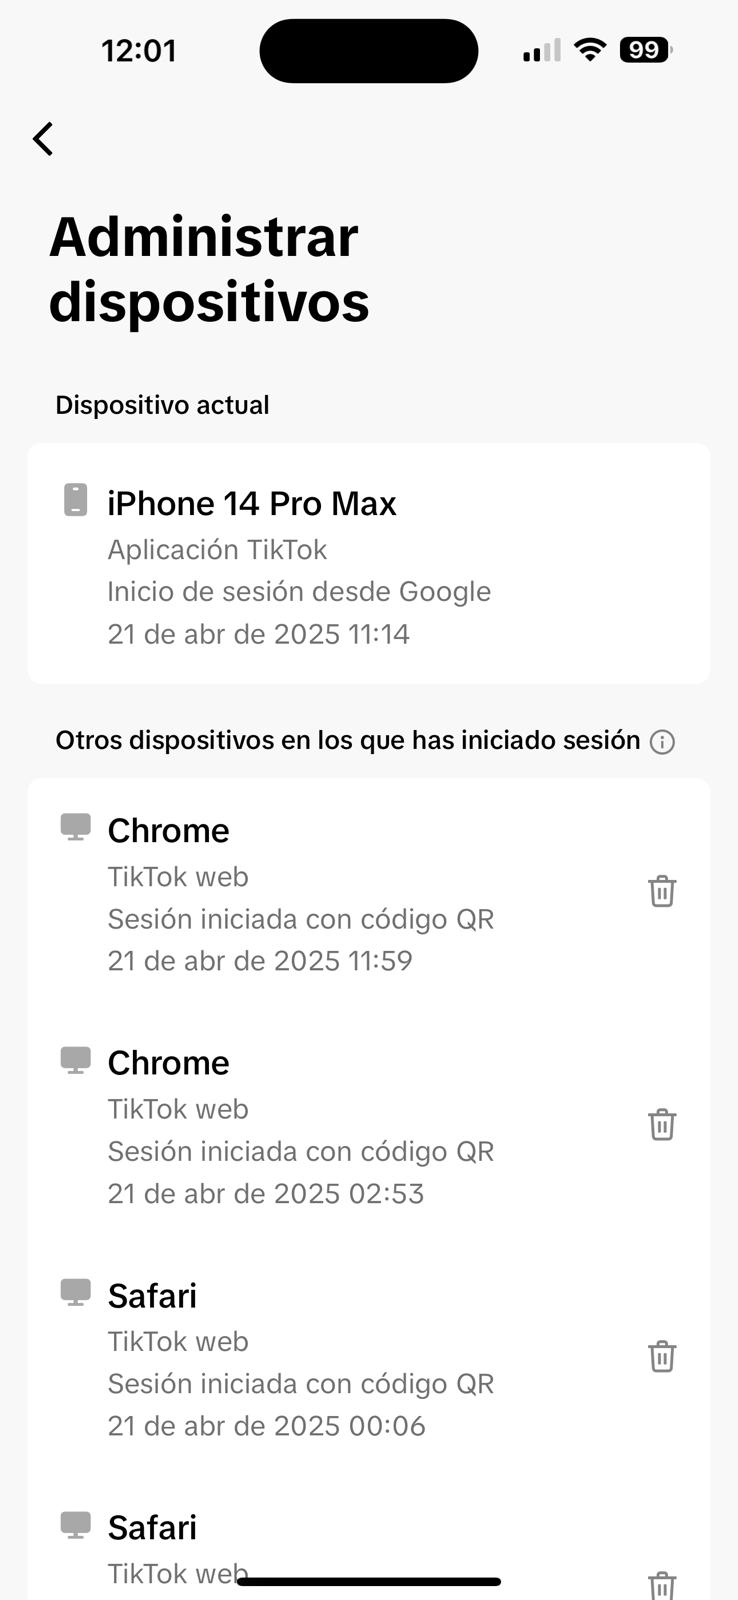 12:01
99
Administrar
dispositivos
Dispositivo actual
iPhone 14 Pro Max
Aplicación TikTok
Inicio de sesión desde Google
21 de abr de 2025 11:14
Otros dispositivos en los que has iniciado sesión
Chrome
TikTok web
Sesión iniciada con código QR
21 de abr de 2025 11:59
Chrome
TikTok web
Sesión iniciada con código QR
21 de abr de 2025 02:53
Safari
TikTok web
Sesión iniciada con código QR
21 de abr de 2025 00:06
Safari
TikTok web